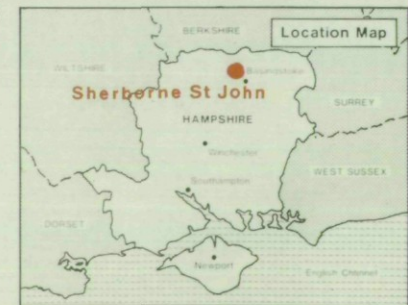 BERKSHIRE
Location Map
WILTSHIRE
Basingstoke
Sherborne St John
SURREY
HAMPSHIRE
Winchester
WEST SUSSEX
Southampton
DORSET
Newport
English Channel